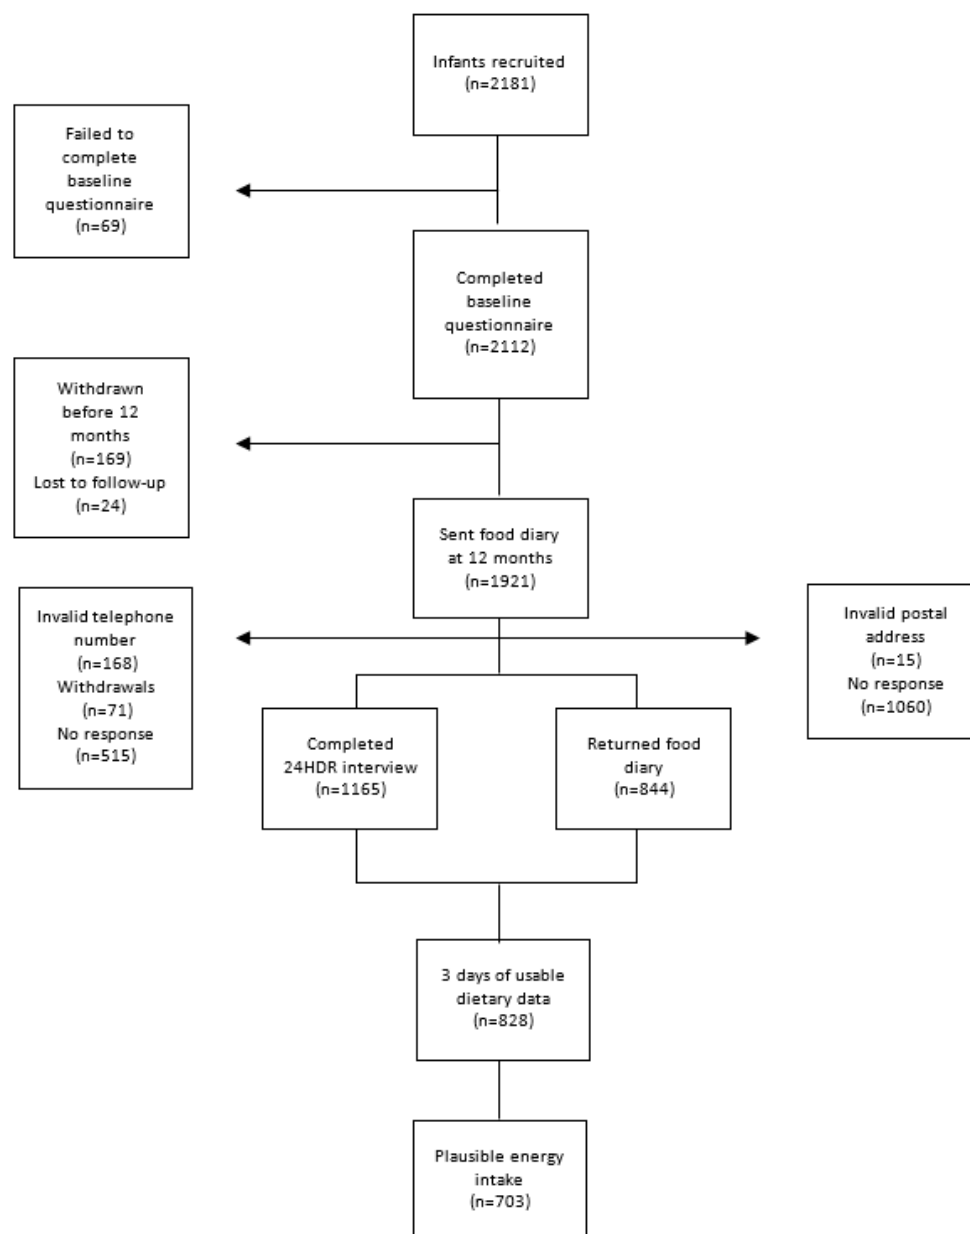 Infants recruited
(n=2181)
Failed to
complete
baseline
questionnaire
(n=69)
Completed
baseline
questionnaire
(n=2112)
Withdrawn
before 12
months
(n=169)
Lost to follow-up
(n=24)
Sent food diary
at 12 months
(n=1921)
Invalid telephone
number
(n=168)
Withdrawals
(n=71)
No response
(n=515)
Invalid postal
address
(n=15)
No response
(n=1060)
Completed
24HDR interview
(n=1165)
Returned food
diary
(n=844)
3 days of usable
dietary data
(n=828)
Plausible energy
intake
(n=703)